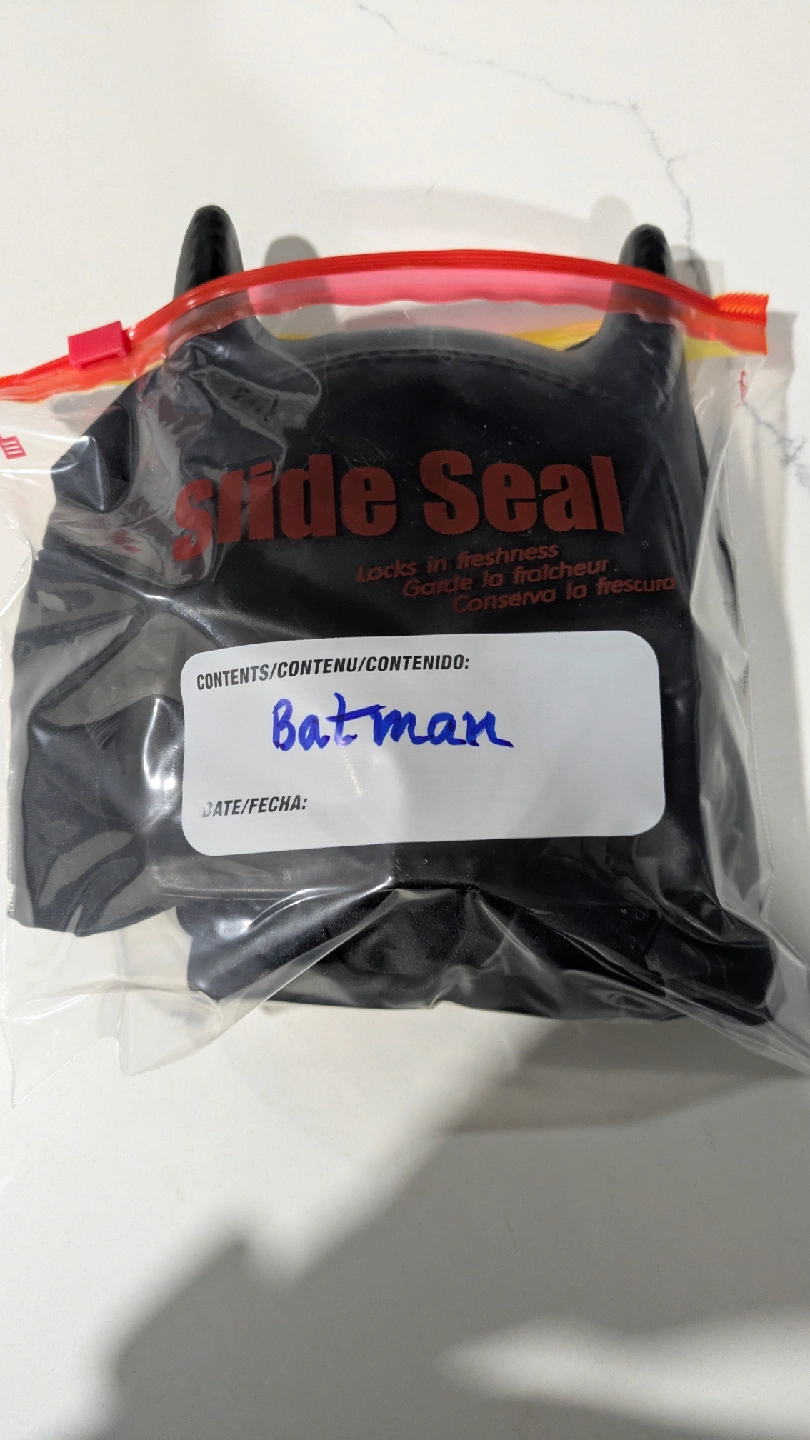 Slide Seal
Locks in freshness
Garde la fraîcheur
Conserva la frescura
CONTENTS/CONTENU/CONTENIDO:
Batman
DATE/FECHA: